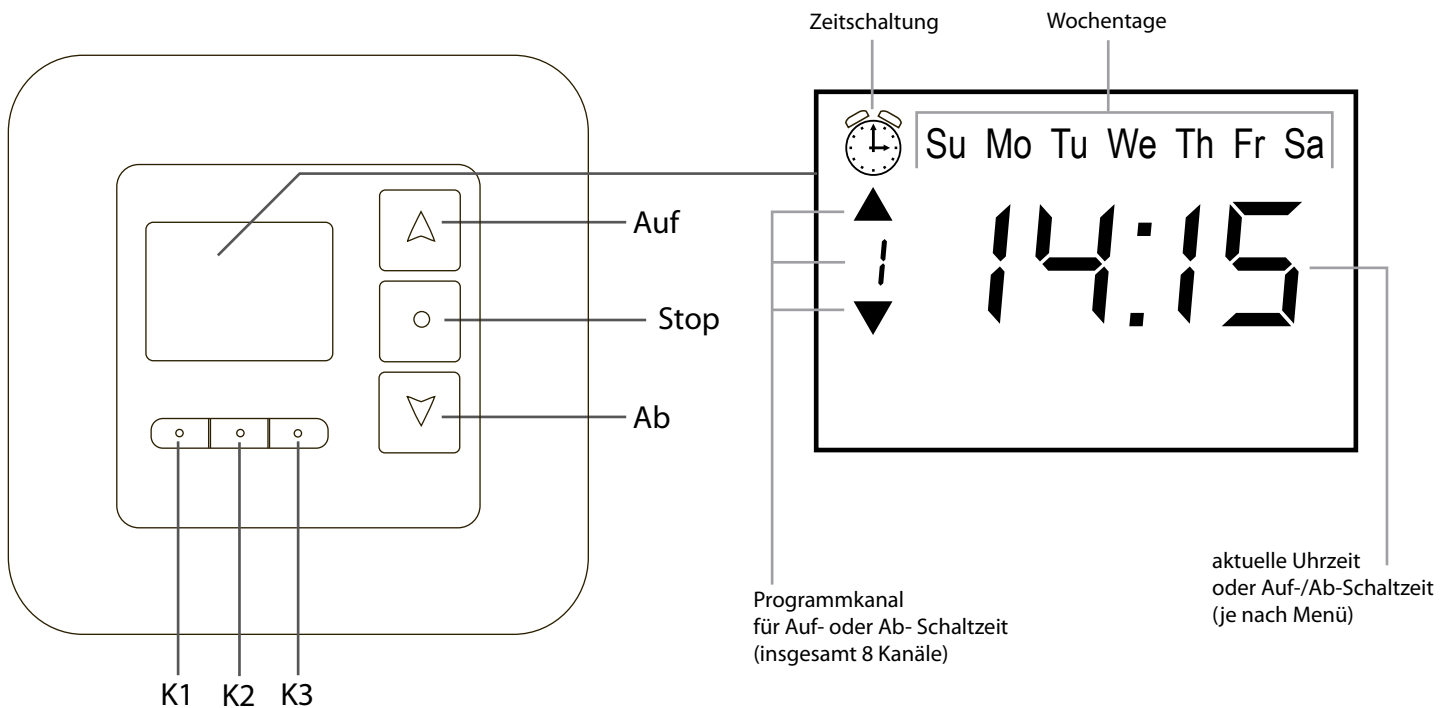 Zeitschaltung
Wochentage
Su Mo Tu We Th Fr Sa
14:15
1
Auf
Stop
Ab
K1 K2 K3
Programmkanal
für Auf- oder Ab- Schaltzeit
(insgesamt 8 Kanäle)
aktuelle Uhrzeit
oder Auf-/Ab-Schaltzeit
(je nach Menü)